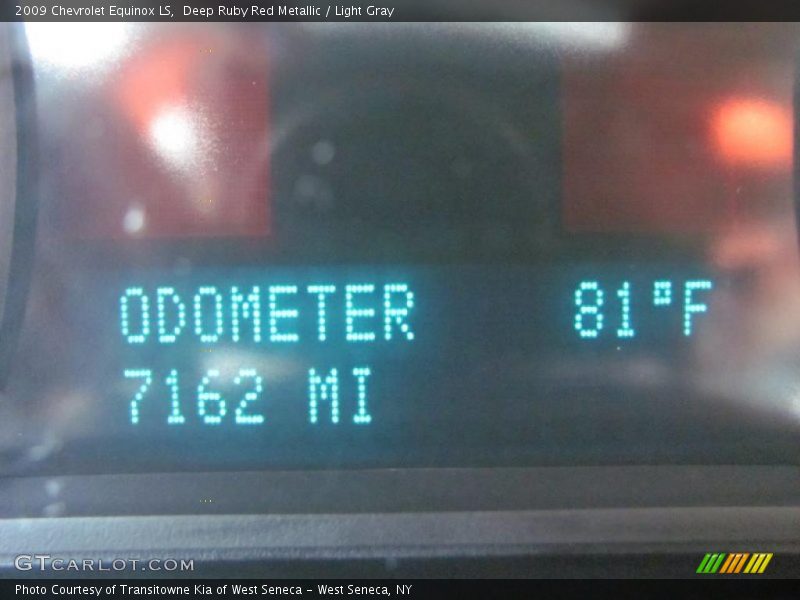 2009 Chevrolet Equinox LS,  Deep Ruby Red Metallic / Light Gray
ODOMETER 81°F
7162 MI
GTCARLOT.COM
Photo Courtesy of Transitowne Kia of West Seneca - West Seneca, NY